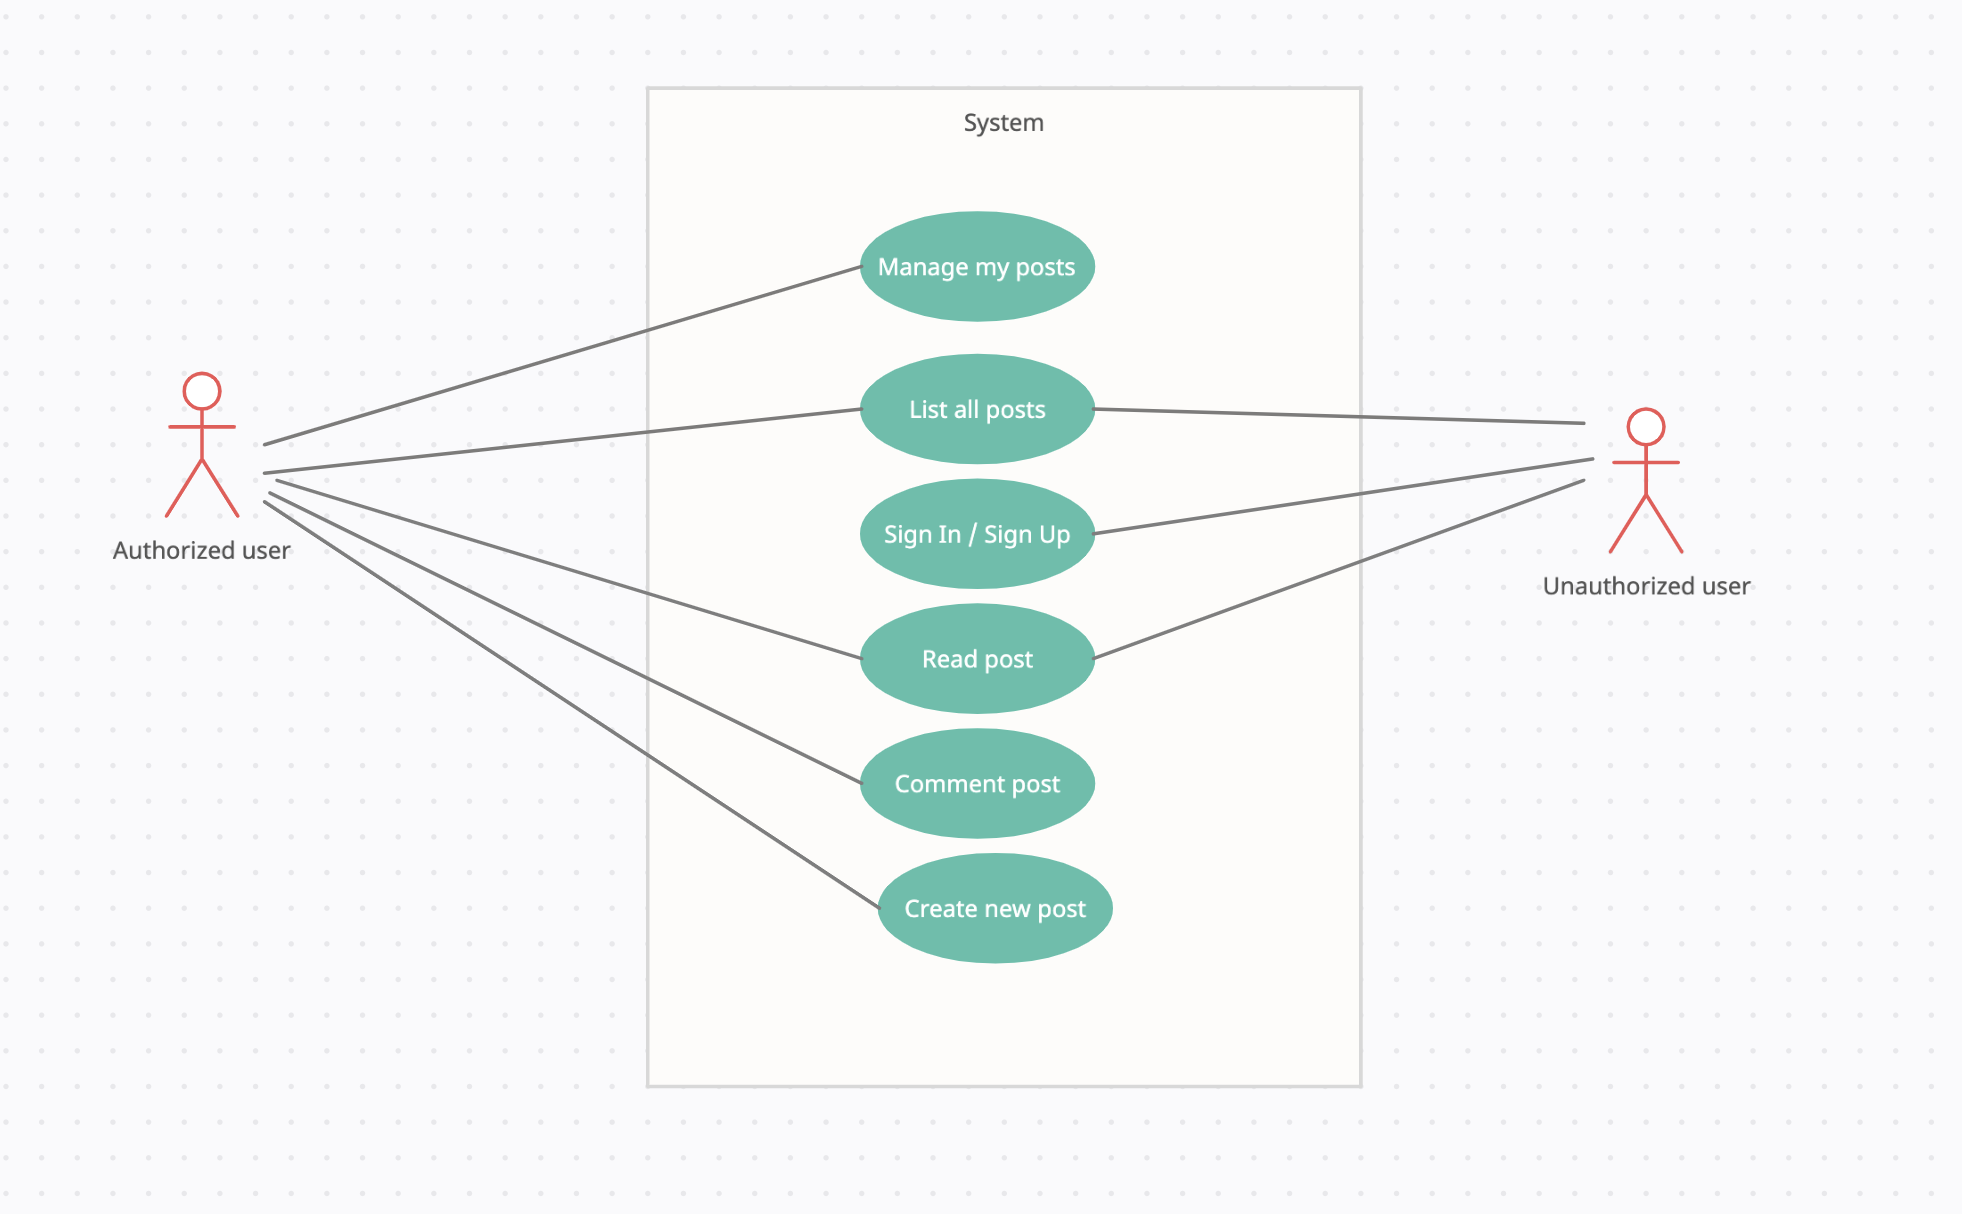 System
Manage my posts
List all posts
Sign In / Sign Up
Read post
Comment post
Create new post
Authorized user
Unauthorized user